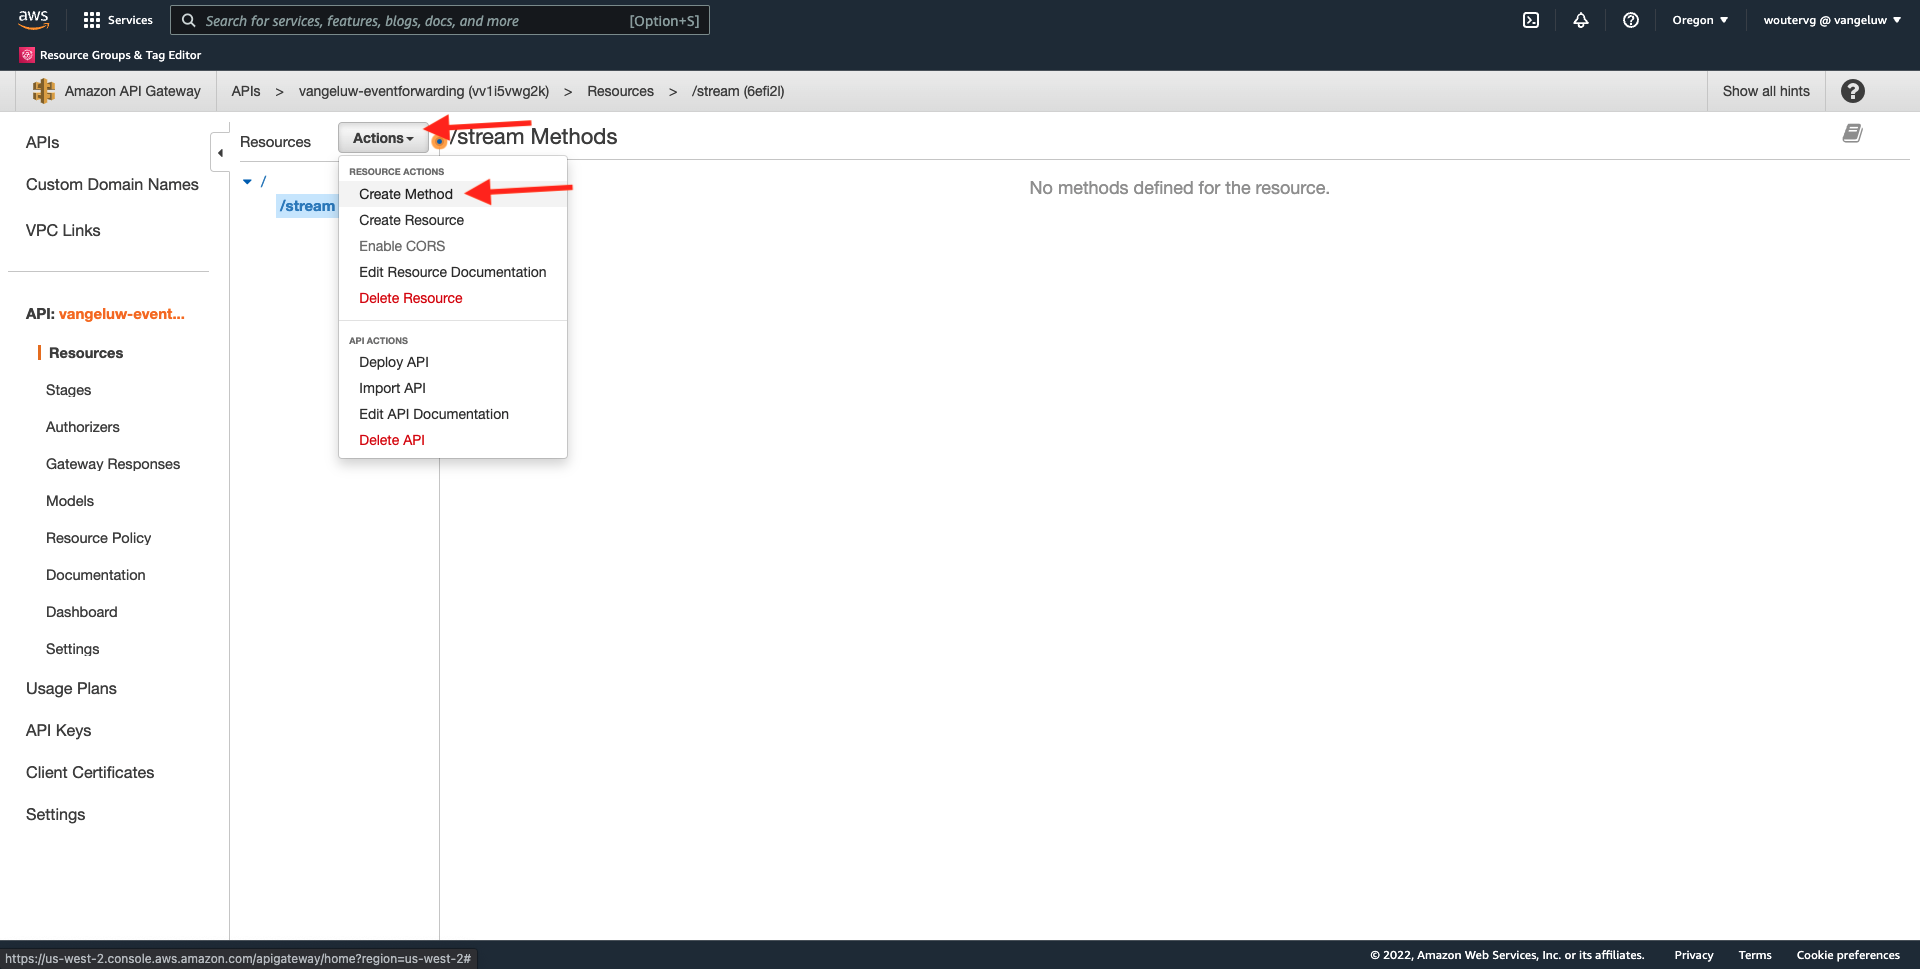 aws
Services
Search for services, features, blogs, docs, and more
[Option+S]
Oregon ▼
woutervg @ vangeluw ▼
Resource Groups & Tag Editor
Amazon API Gateway
APIs > vangeluw-eventforwarding (vv1i5vwg2k) > Resources > /stream (6efi2l)
Show all hints
APIs
Custom Domain Names
VPC Links
API: vangeluw-event...
Resources
Stages
Authorizers
Gateway Responses
Models
Resource Policy
Documentation
Dashboard
Settings
Usage Plans
API Keys
Client Certificates
Settings
Resources
Actions
/
/stream
RESOURCE ACTIONS
Create Method
Create Resource
Enable CORS
Edit Resource Documentation
Delete Resource
API ACTIONS
Deploy API
Import API
Edit API Documentation
Delete API
/stream Methods
No methods defined for the resource.
https://us-west-2.console.aws.amazon.com/apigateway/home?region=us-west-2#
© 2022, Amazon Web Services, Inc. or its affiliates.
Privacy
Terms
Cookie preferences